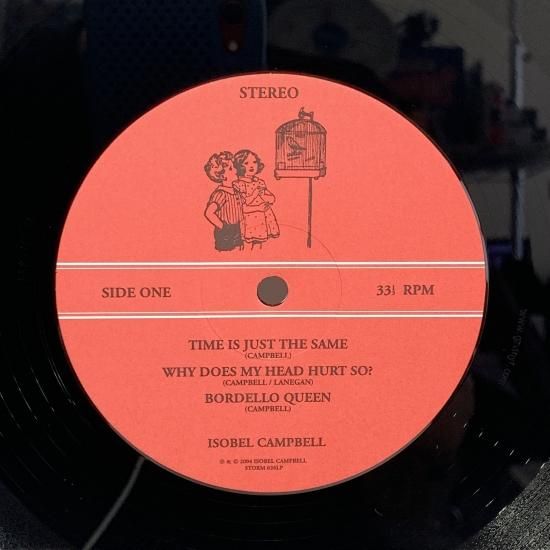 STEREO
SIDE ONE
33⅓ RPM
TIME IS JUST THE SAME
(CAMPBELL)
WHY DOES MY HEAD HURT SO?
(CAMPBELL / LANEGAN)
BORDELLO QUEEN
(CAMPBELL)
ISOBEL CAMPBELL
℗ & © 2004 ISOBEL CAMPBELL
STORM 026LP